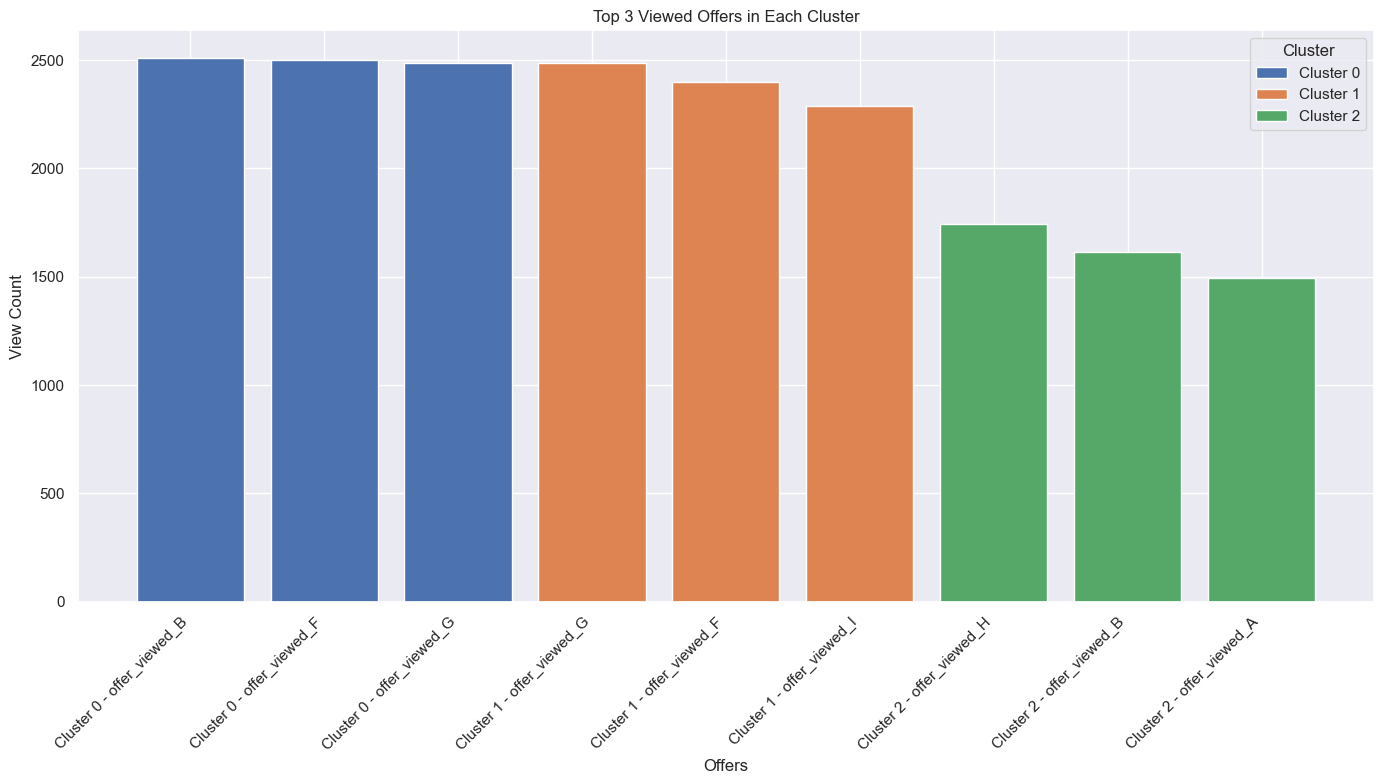 Top 3 Viewed Offers in Each Cluster
Cluster
Cluster 0
Cluster 1
Cluster 2
View Count
2500
2000
1500
1000
500
0
Cluster 0 - offer_viewed_B
Cluster 0 - offer_viewed_F
Cluster 0 - offer_viewed_G
Cluster 1 - offer_viewed_G
Cluster 1 - offer_viewed_F
Cluster 1 - offer_viewed_I
Cluster 2 - offer_viewed_H
Cluster 2 - offer_viewed_B
Cluster 2 - offer_viewed_A
Offers